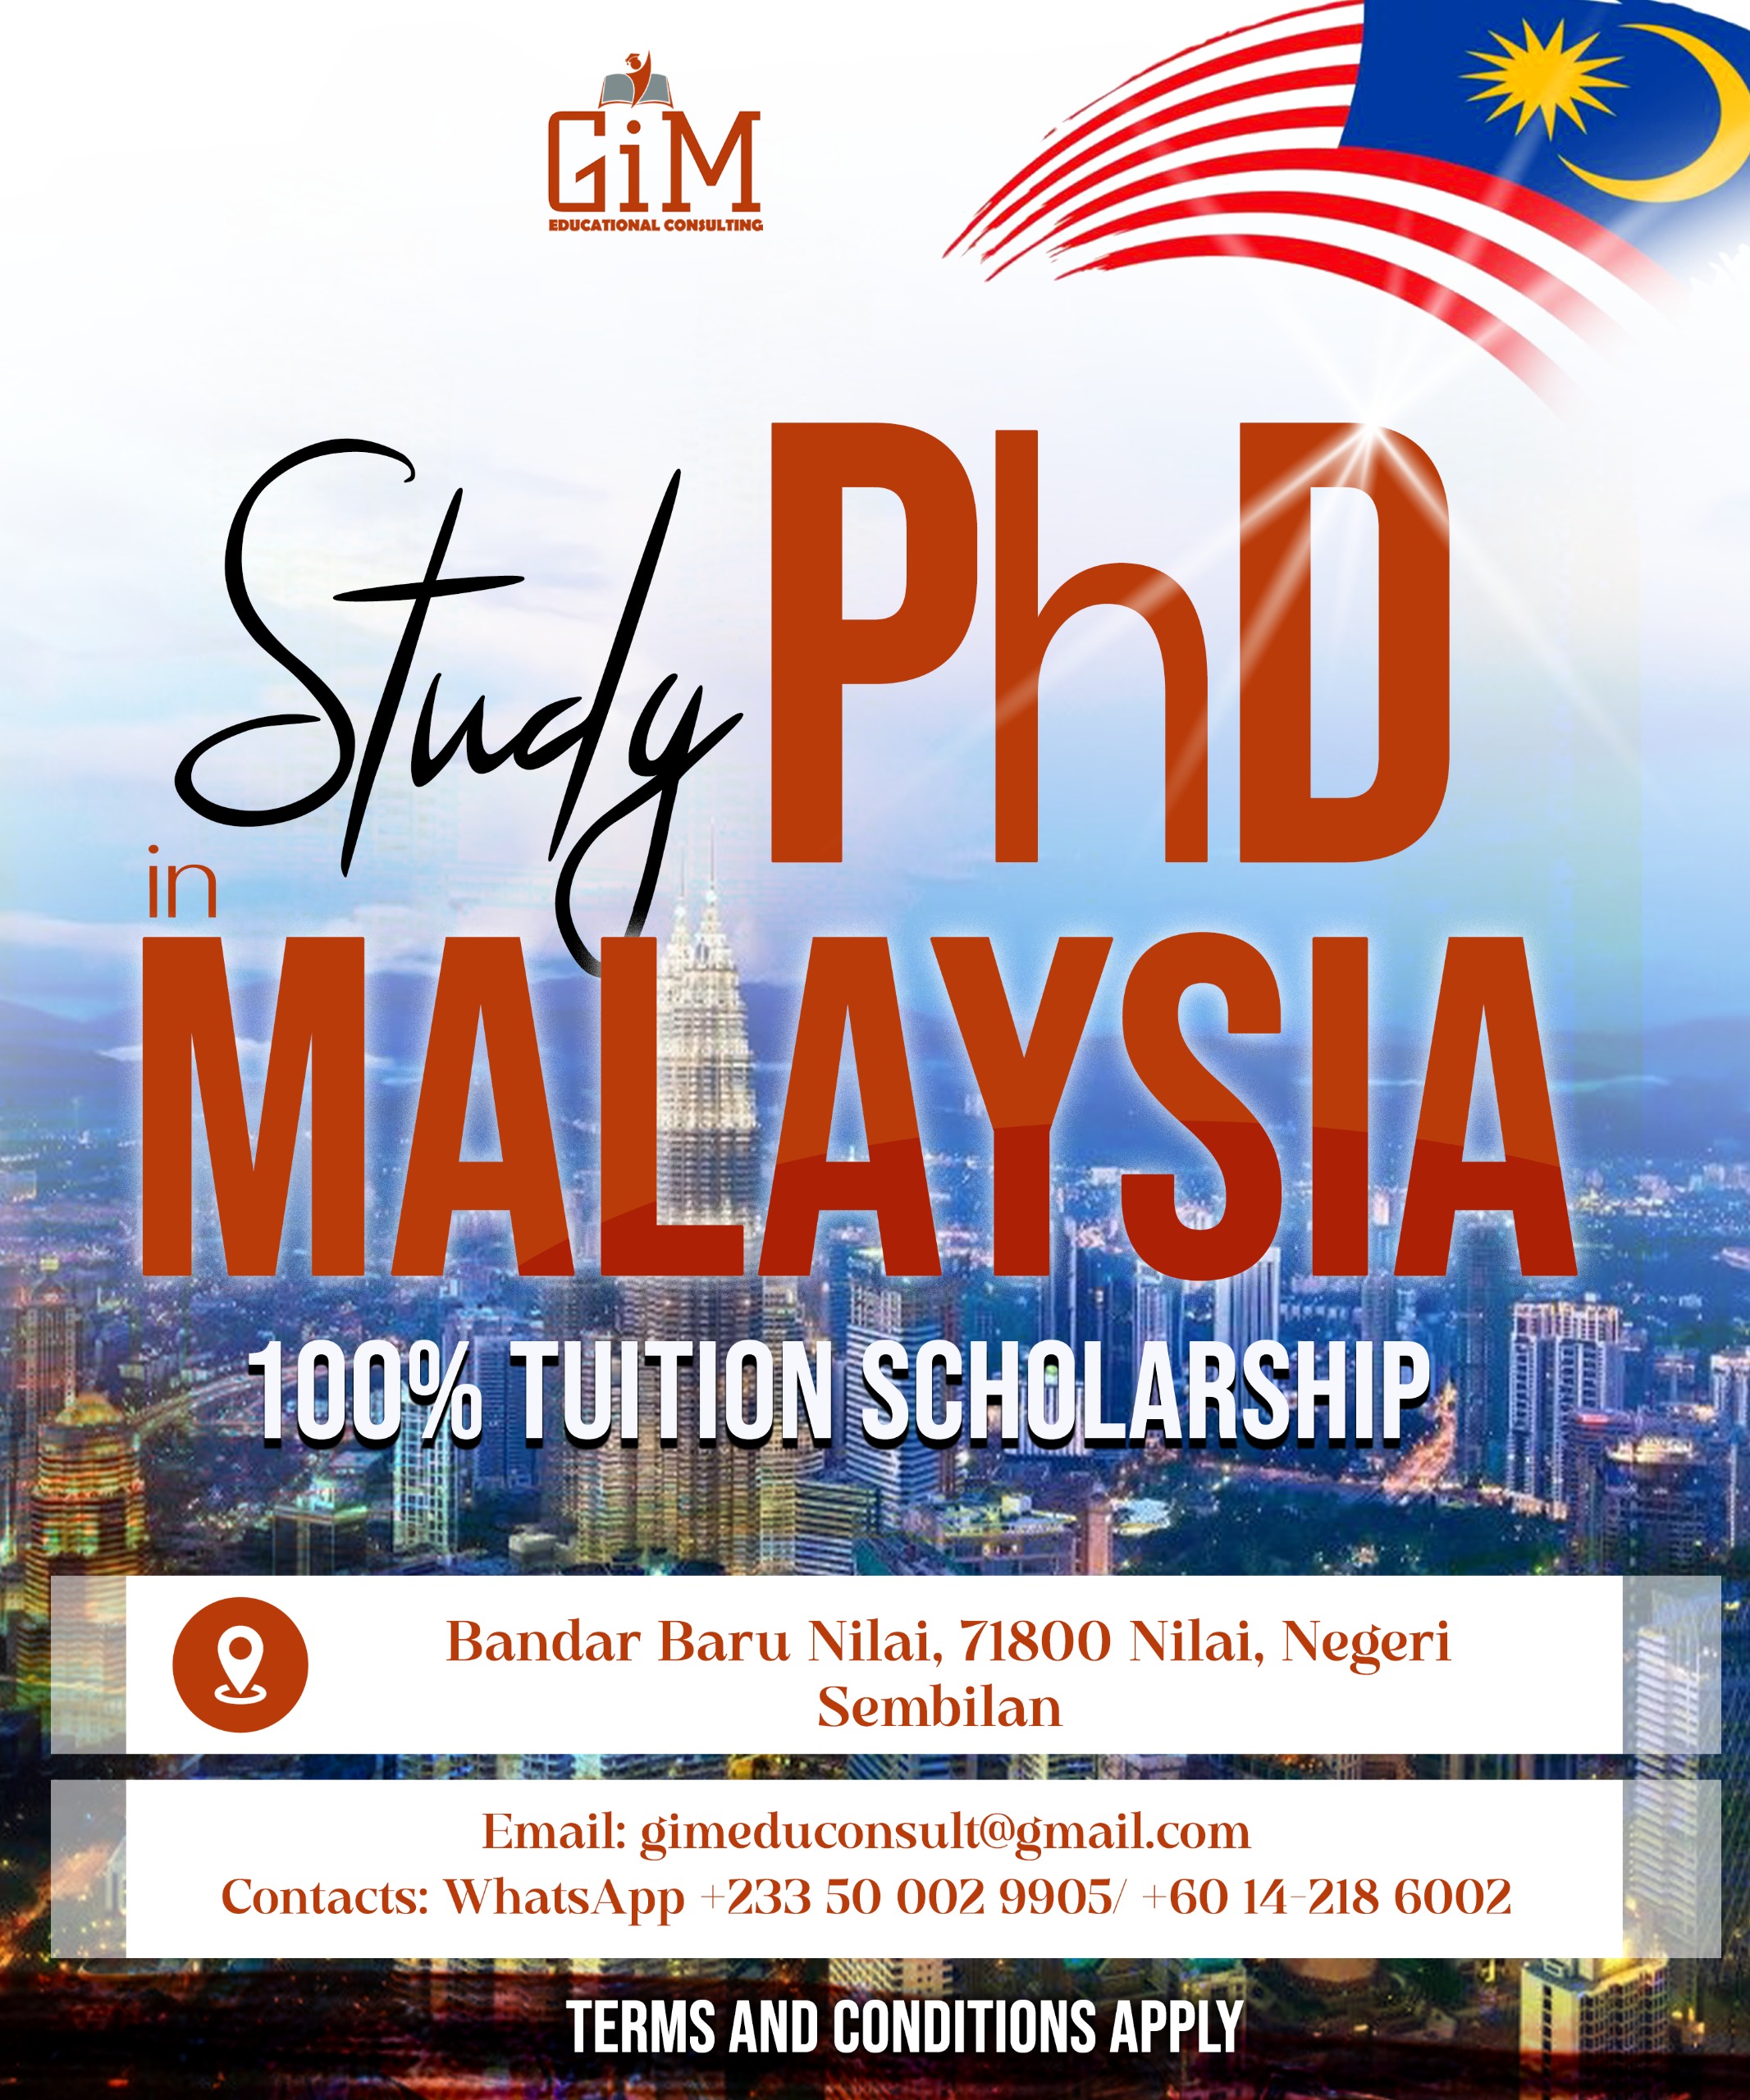 GiM
EDUCATIONAL CONSULTING
Study PhD
in
MALAYSIA
100% TUITION SCHOLARSHIP
Bandar Baru Nilai, 71800 Nilai, Negeri
Sembilan
Email: gimeduconsult@gmail.com
Contacts: WhatsApp +233 50 002 9905/ +60 14-218 6002
TERMS AND CONDITIONS APPLY